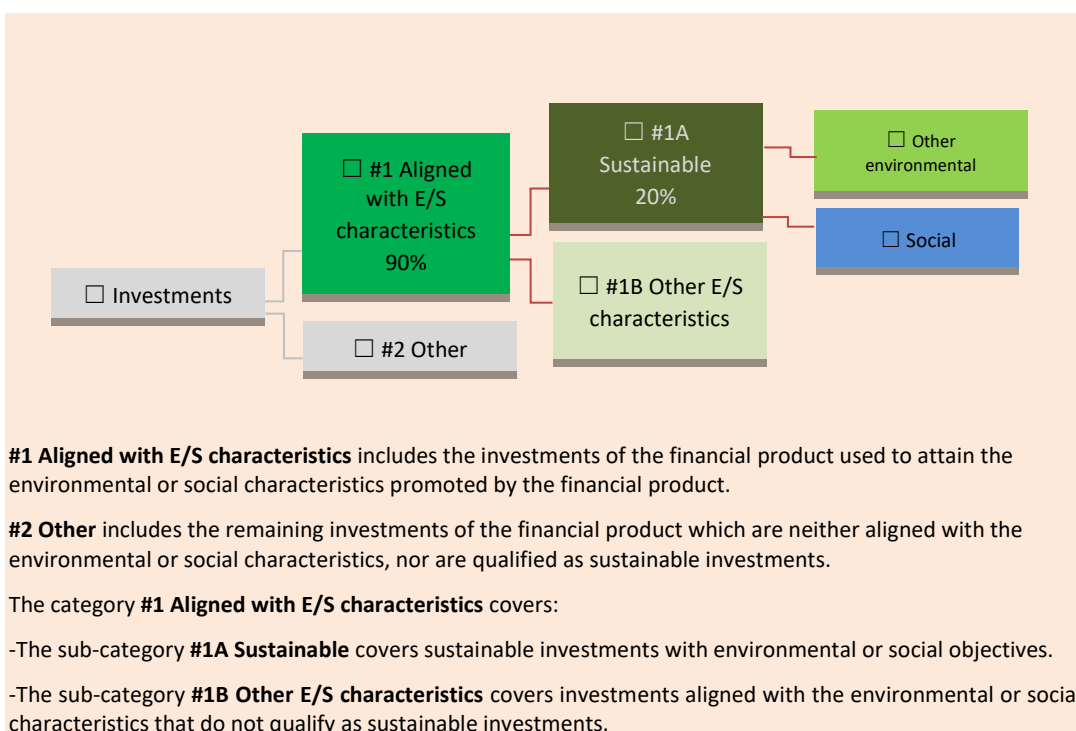 ☐ #1A
Sustainable
20%
☐ Other
environmental
☐ #1 Aligned
with E/S
characteristics
90%
☐ Social
☐ Investments
☐ #1B Other E/S
characteristics
☐ #2 Other
#1 Aligned with E/S characteristics includes the investments of the financial product used to attain the
environmental or social characteristics promoted by the financial product.
#2 Other includes the remaining investments of the financial product which are neither aligned with the
environmental or social characteristics, nor are qualified as sustainable investments.
The category #1 Aligned with E/S characteristics covers:
-The sub-category #1A Sustainable covers sustainable investments with environmental or social objectives.
-The sub-category #1B Other E/S characteristics covers investments aligned with the environmental or socia
characteristics that do not qualify as sustainable investments.